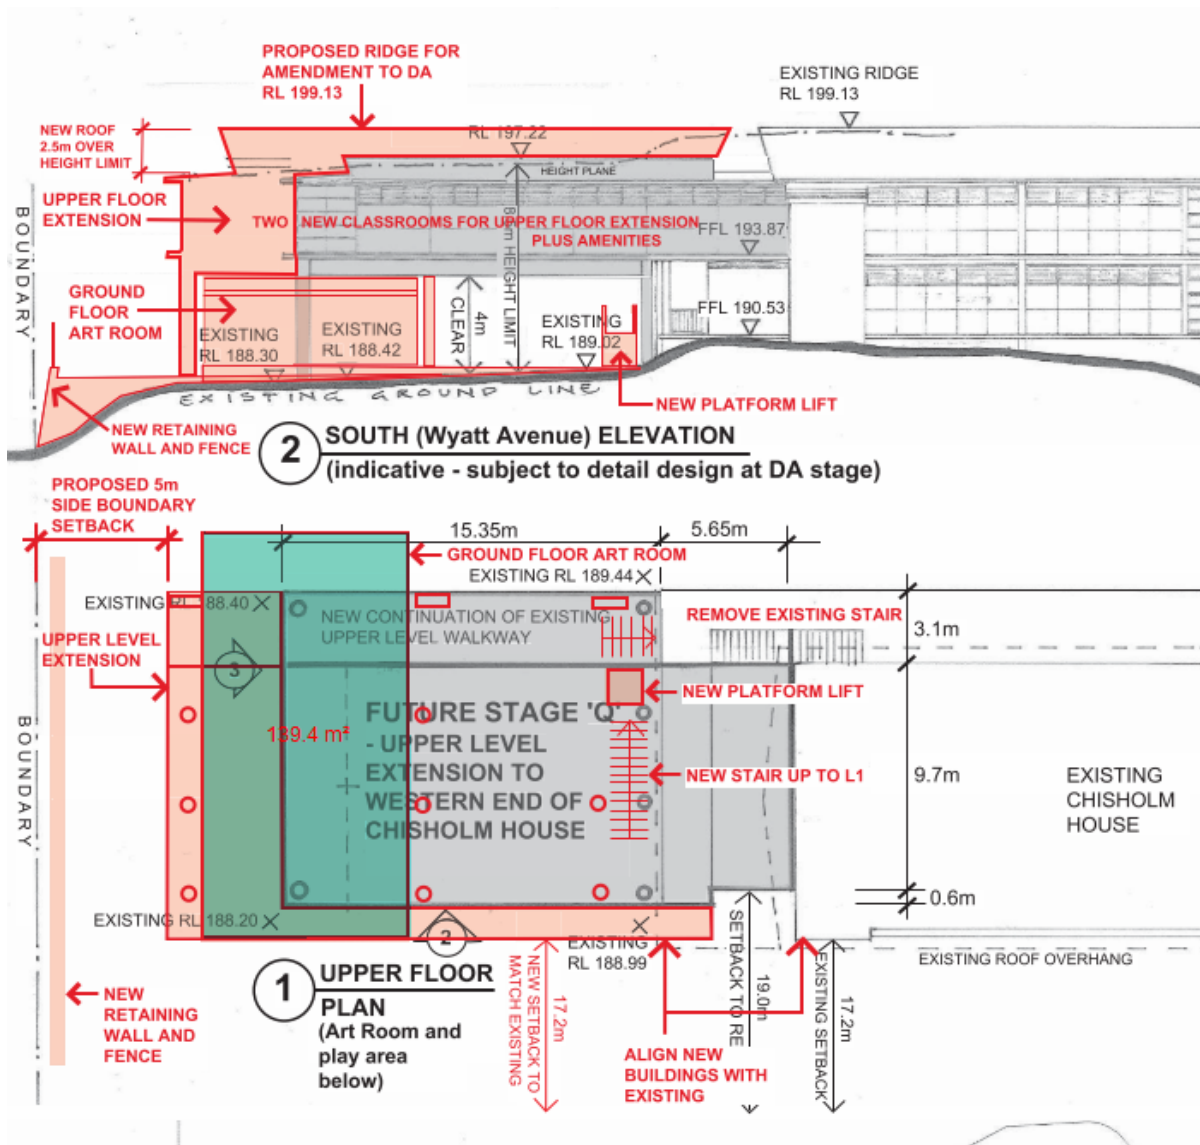 PROPOSED RIDGE FOR
AMENDMENT TO DA
RL 199.13
EXISTING RIDGE
RL 199.13
NEW ROOF
2.5m OVER
HEIGHT LIMIT
RL 197.22
HEIGHT PLANE
UPPER FLOOR
EXTENSION
TWO NEW CLASSROOMS FOR UPPER FLOOR EXTENSION
PLUS AMENITIES
FFL 193.87
BOUNDARY
GROUND
FLOOR
ART ROOM
HEIGHT LIMIT
4m
CLEAR
FFL 190.53
EXISTING
RL 188.30
EXISTING
RL 188.42
EXISTING
RL 189.02
EXISTING GROUND LINE
NEW PLATFORM LIFT
NEW RETAINING
WALL AND FENCE
2
SOUTH (Wyatt Avenue) ELEVATION
(indicative - subject to detail design at DA stage)
PROPOSED 5m
SIDE BOUNDARY
SETBACK
15.35m
5.65m
GROUND FLOOR ART ROOM
EXISTING RL 189.44
EXISTING RL 188.40
NEW CONTINUATION OF EXISTING
UPPER LEVEL WALKWAY
REMOVE EXISTING STAIR
3.1m
UPPER LEVEL
EXTENSION
3
NEW PLATFORM LIFT
FUTURE STAGE 'Q'
- UPPER LEVEL
EXTENSION TO
WESTERN END OF
CHISHOLM HOUSE
139.4 m²
NEW STAIR UP TO L1
9.7m
EXISTING
CHISHOLM
HOUSE
BOUNDARY
0.6m
EXISTING RL 188.20
2
EXISTING
RL 188.99
EXISTING ROOF OVERHANG
1
UPPER FLOOR
PLAN
(Art Room and
play area
below)
NEW
RETAINING
WALL AND
FENCE
NEW SETBACK TO
MATCH EXISTING
17.2m
SETBACK TO RE
19.0m
EXISTING SETBACK
17.2m
ALIGN NEW
BUILDINGS WITH
EXISTING